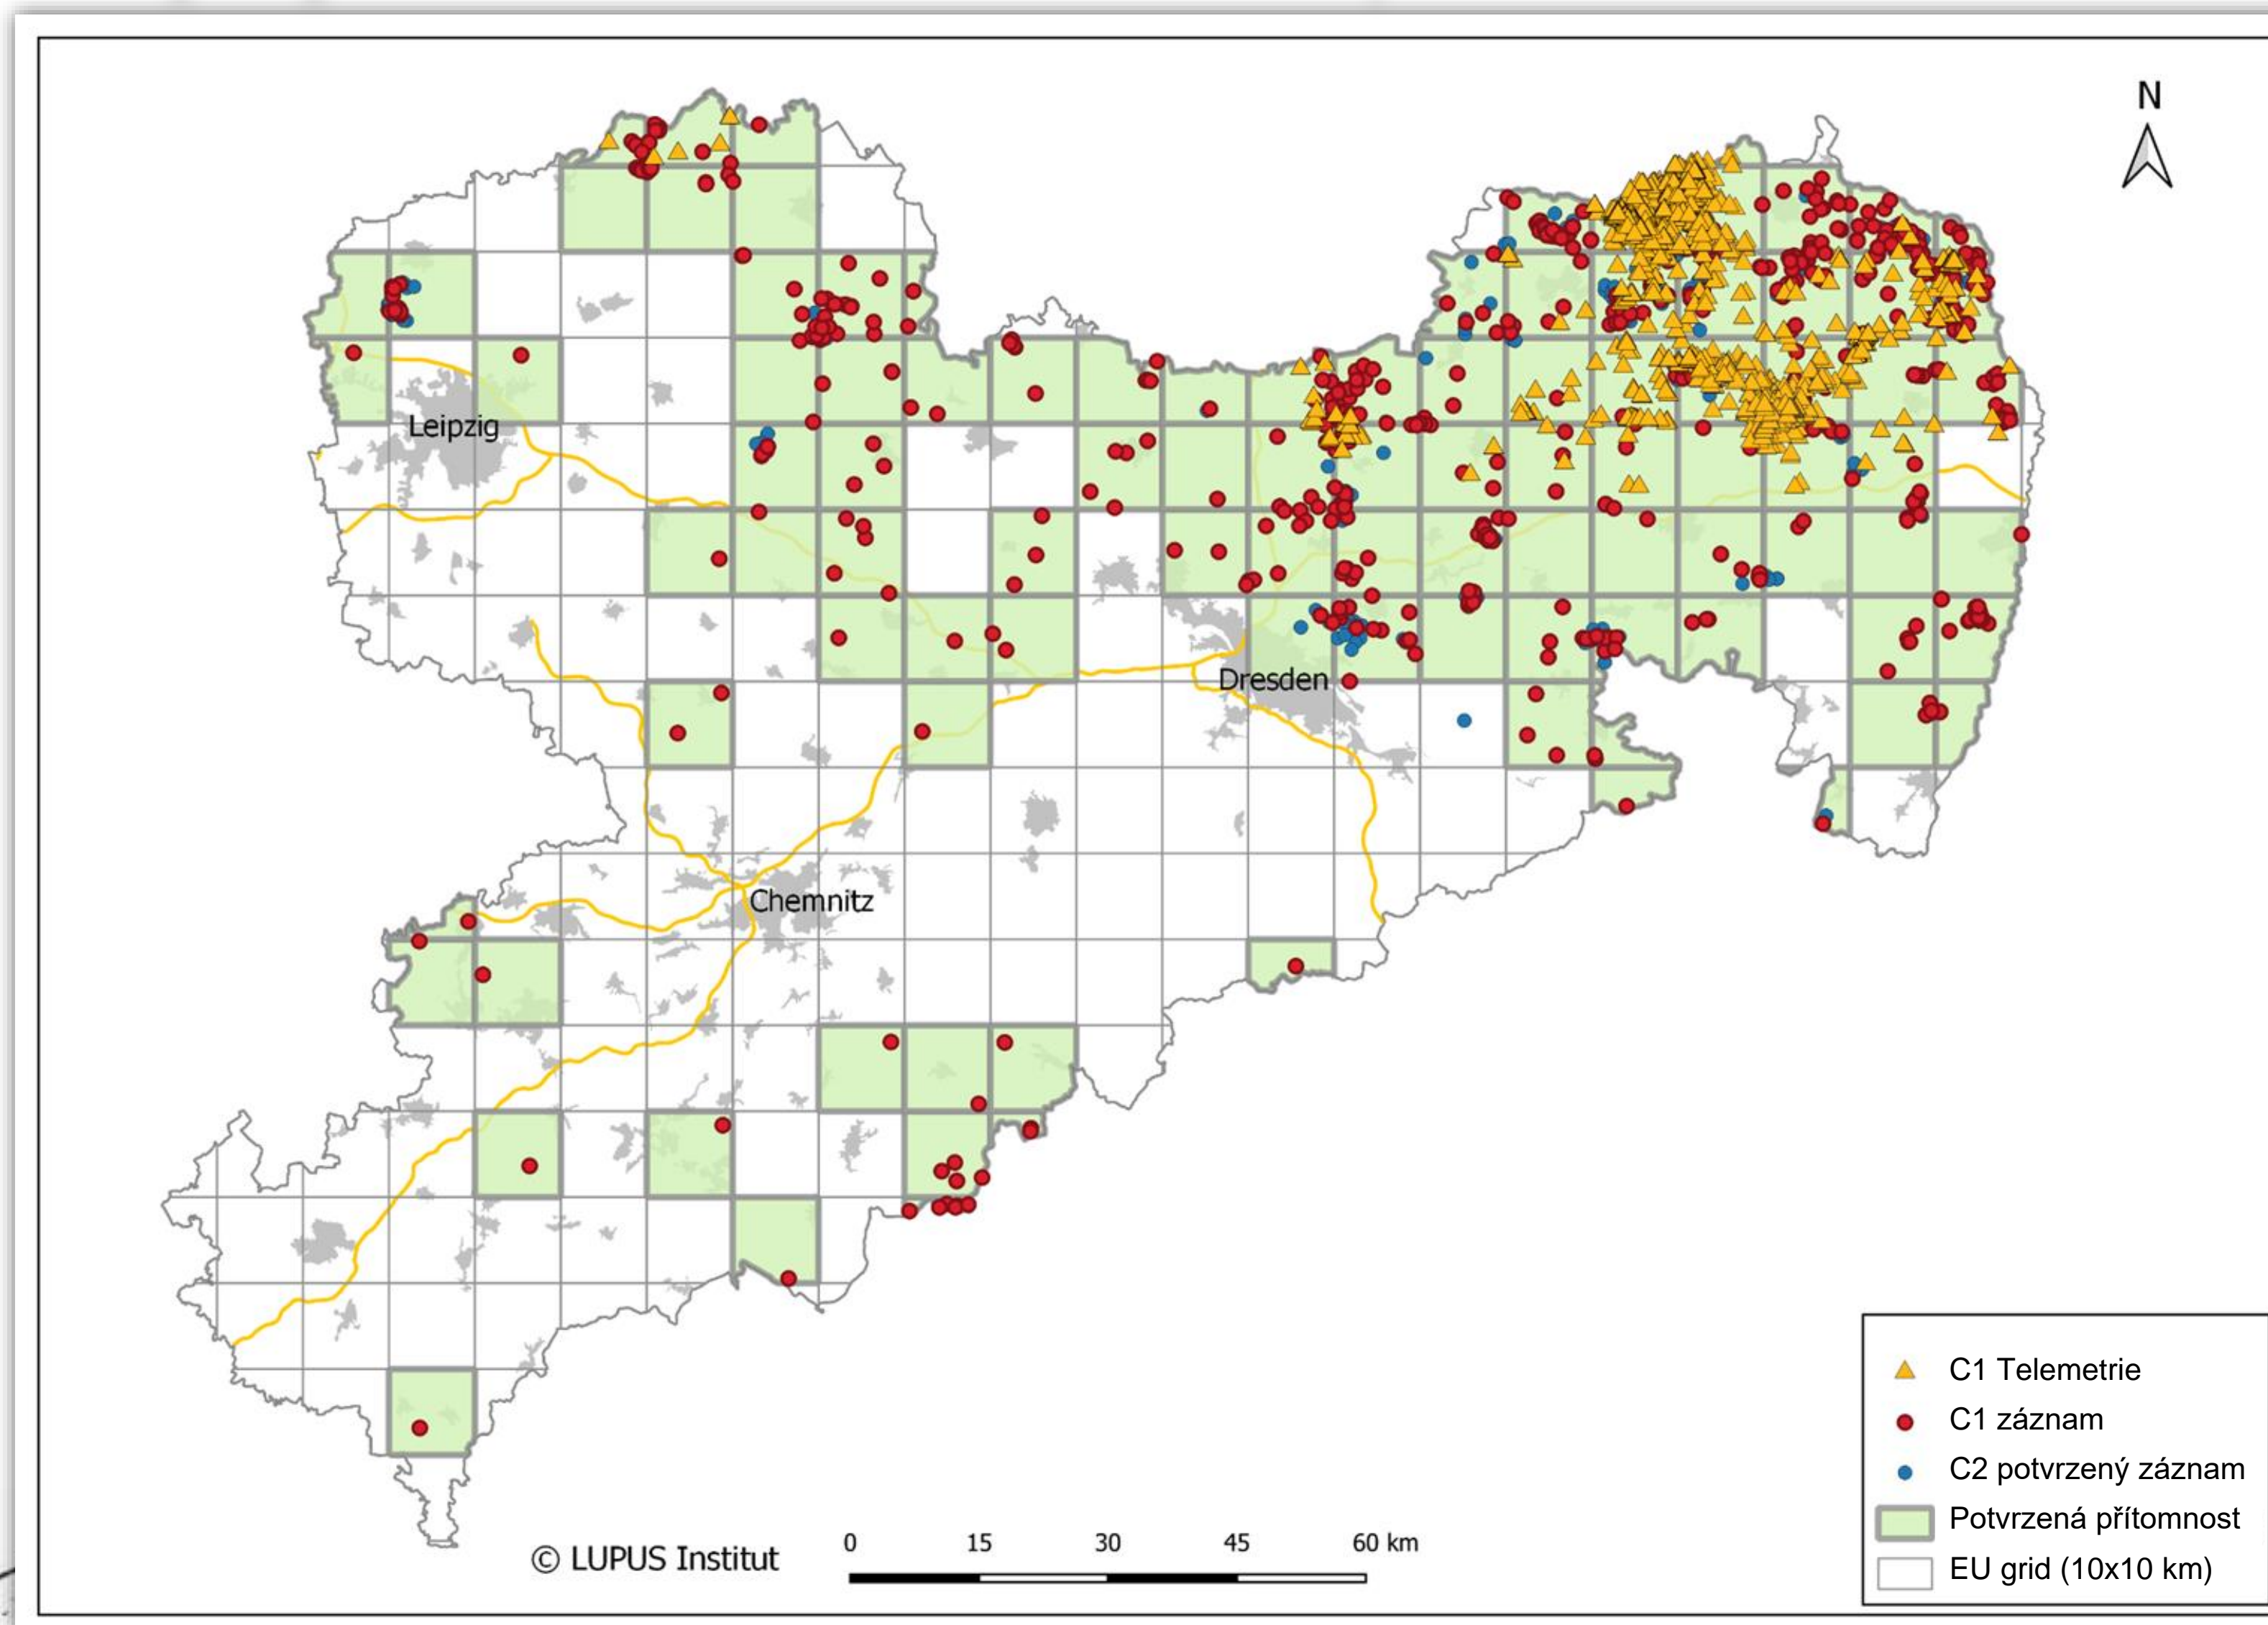 N
Leipzig
Dresden
Chemnitz
C1 Telemetrie
C1 záznam
C2 potvrzený záznam
Potvrzená přítomnost
EU grid (10x10 km)
© LUPUS Institut
0 15 30 45 60 km